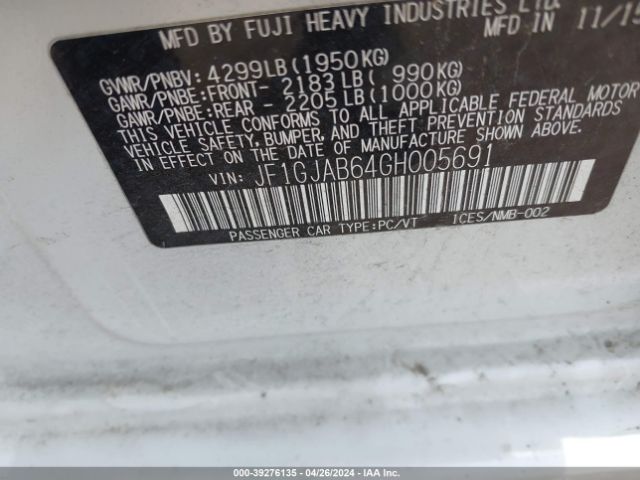 MFD BY FUJI HEAVY INDUSTRIES LTD.
MFD IN 11/15
GVWR/PNBV: 4299LB(1950KG)
GAWR/PNBE:FRONT- 2183LB( 990KG)
GAWR/PNBE:REAR - 2205LB(1000KG)
THIS VEHICLE CONFORMS TO ALL APPLICABLE FEDERAL MOTOR
VEHICLE SAFETY, BUMPER, AND THEFT PREVENTION STANDARDS
IN EFFECT ON THE DATE OF MANUFACTURE SHOWN ABOVE.
VIN: JF1GJAB64GH005691
PASSENGER CAR TYPE:PC/VT ICES/NMB-002
000-39276135 - 04/26/2024 - IAA Inc.